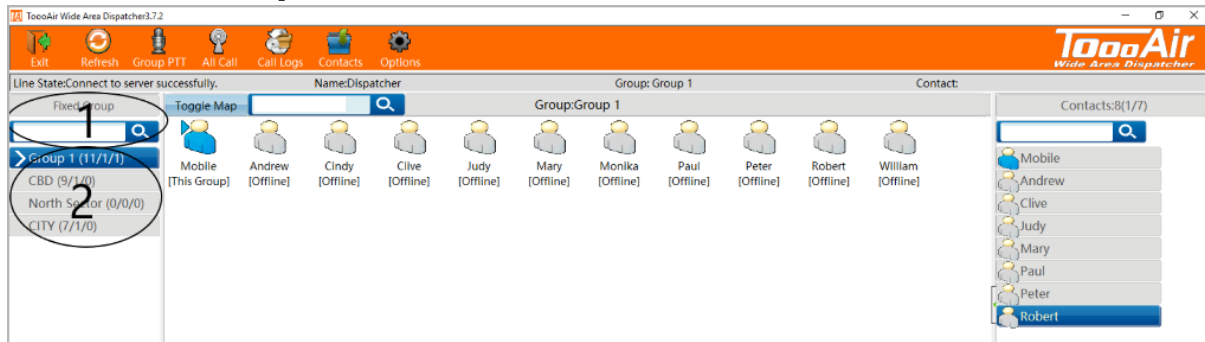 ToooAir Wide Area Dispatcher3.7.2
Exit Refresh Group PTT All Call Call Logs Contacts Options
ToooAir
Wide Area Dispatcher
Line State:Connect to server successfully. Name:Dispatcher Group: Group 1 Contact:
Fixed Group Toggle Map Group:Group 1 Contacts:8(1/7)
1
Group 1 (11/1/1)
CBD (9/1/0)
North Sector (0/0/0)
CITY (7/1/0)
2
Mobile Andrew Cindy Clive Judy Mary Monika Paul Peter Robert William
[This Group] [Offline] [Offline] [Offline] [Offline] [Offline] [Offline] [Offline] [Offline] [Offline] [Offline]
Mobile
Andrew
Clive
Judy
Mary
Paul
Peter
Robert